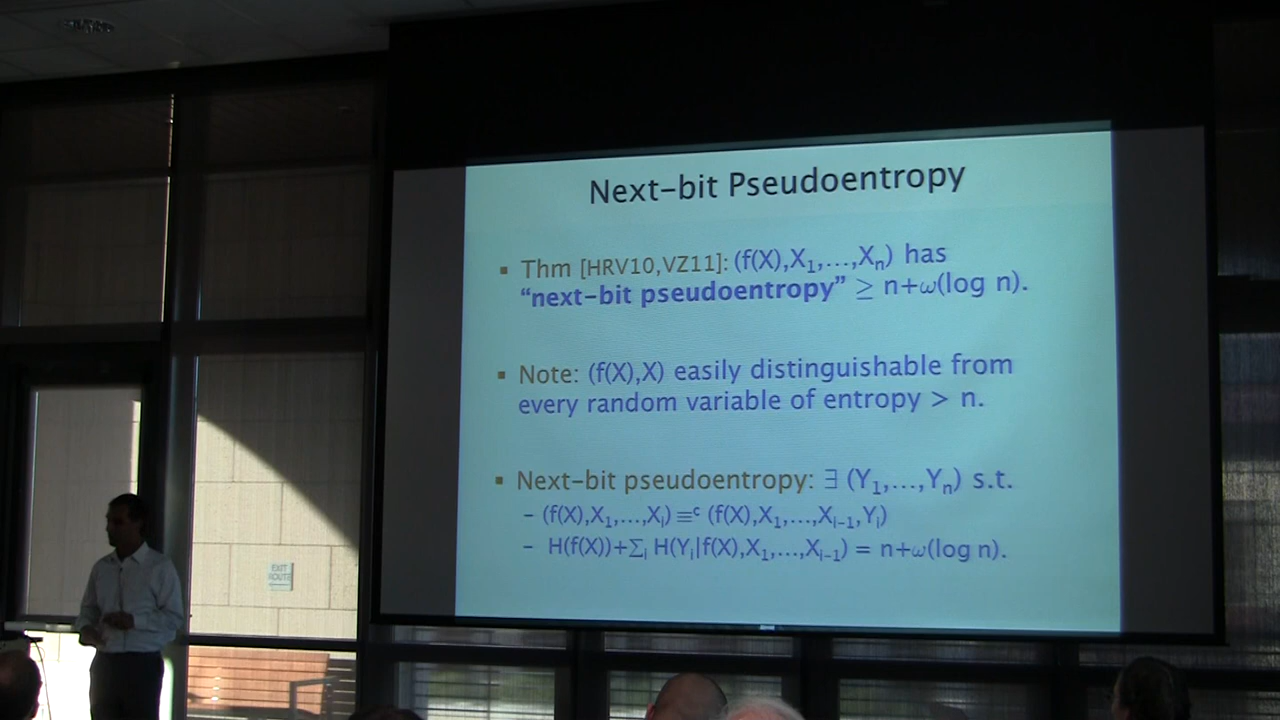 Next-bit Pseudoentropy
▪ Thm [HRV10,VZ11]: (f(X),X₁,…,Xₙ) has
“next-bit pseudoentropy” ≥ n+ω(log n).
▪ Note: (f(X),X) easily distinguishable from
every random variable of entropy > n.
▪ Next-bit pseudoentropy: ∃ (Y₁,…,Yₙ) s.t.
– (f(X),X₁,…,Xᵢ) ≡ᶜ (f(X),X₁,…,Xᵢ₋₁,Yᵢ)
– H(f(X))+∑ᵢ H(Yᵢ|f(X),X₁,…,Xᵢ₋₁) = n+ω(log n).
EXIT
ROUTE